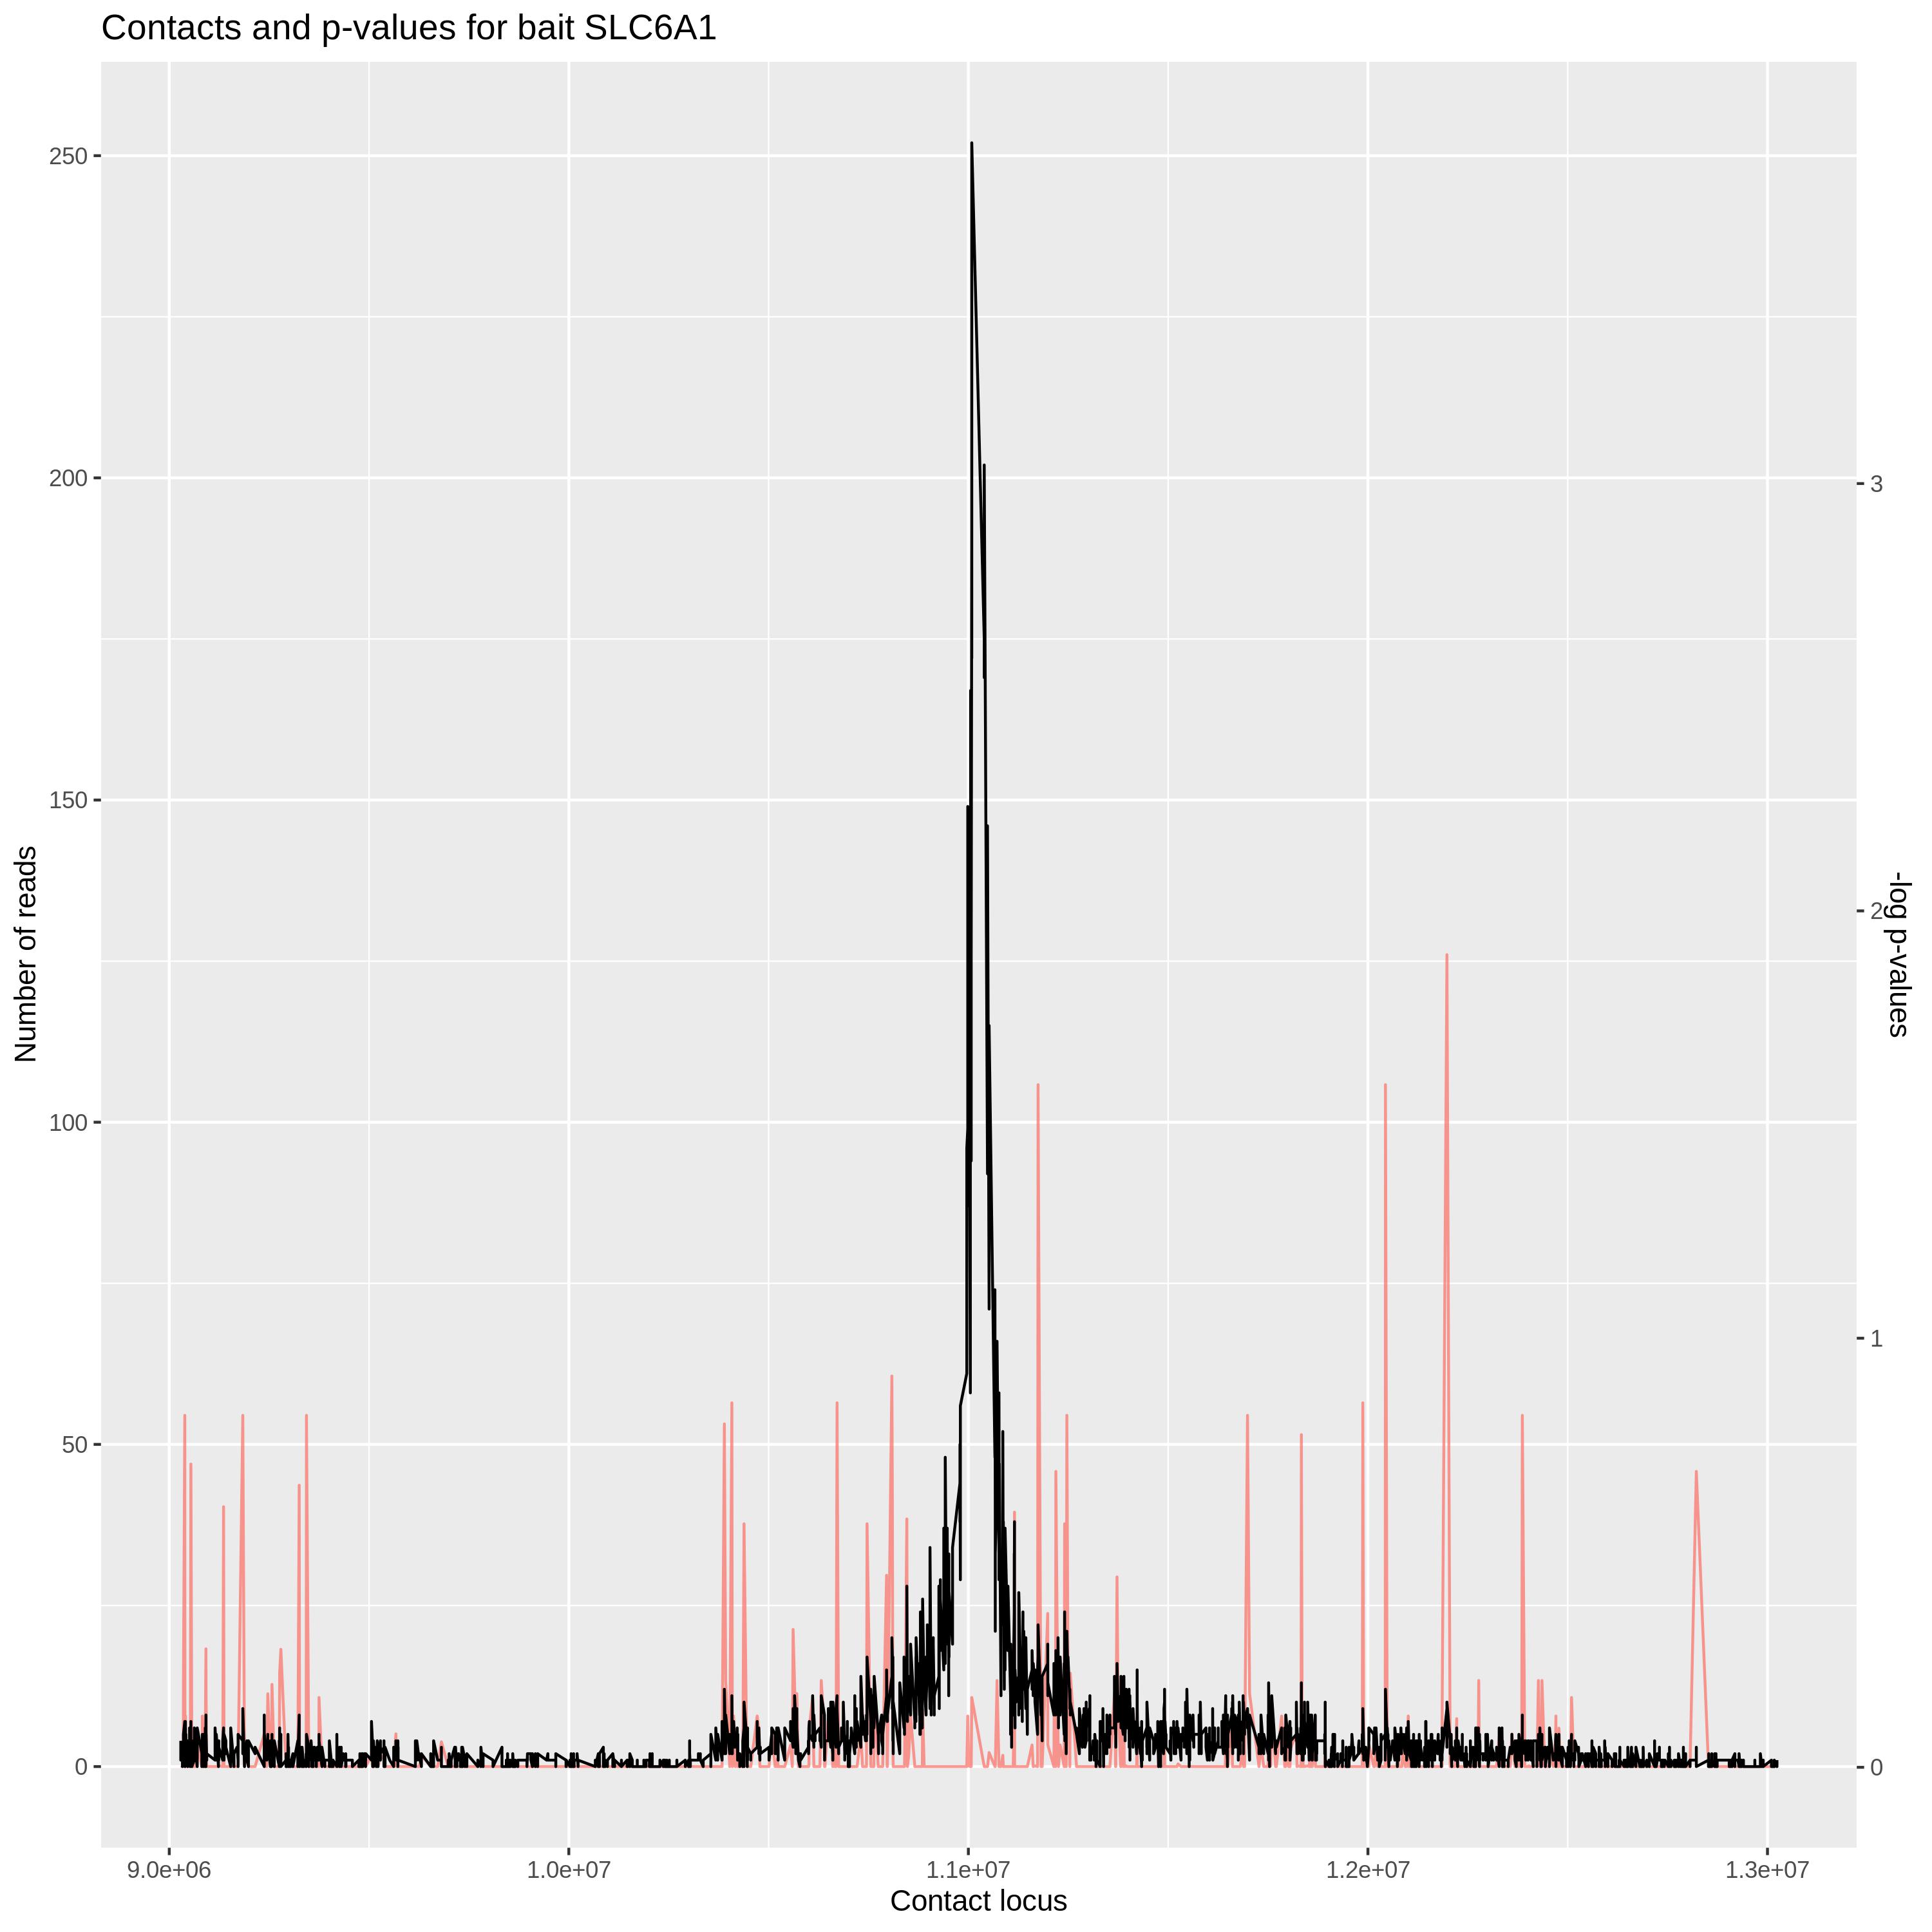 Contacts and p-values for bait SLC6A1
250
200
150
100
50
0
Number of reads
3
2
1
0
-log p-values
9.0e+06
1.0e+07
1.1e+07
1.2e+07
1.3e+07
Contact locus